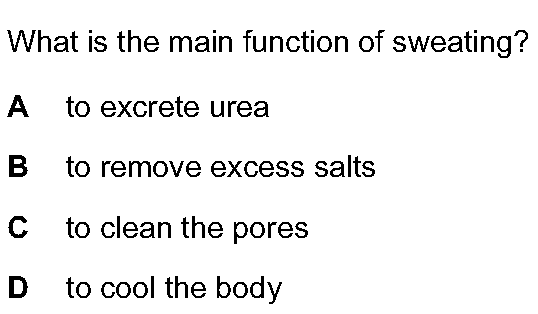 What is the main function of sweating?
A to excrete urea
B to remove excess salts
C to clean the pores
D to cool the body